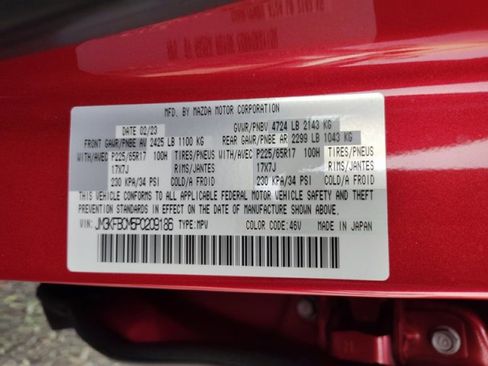 MFD. BY MAZDA MOTOR CORPORATION
DATE 02/23 GVWR/PNBV 4724 LB 2143 KG
FRONT GAWR/PNBE AV 2425 LB 1100 KG REAR GAWR/PNBE AR 2299 LB 1043 KG
WITH/AVEC P225/65R17 100H TIRES/PNEUS WITH/AVEC P225/65R17 100H TIRES/PNEUS
17X7J RIMS/JANTES 17X7J RIMS/JANTES
230 KPA/34 PSI COLD/A FROID 230 KPA/34 PSI COLD/A FROID
THIS VEHICLE CONFORMS TO ALL APPLICABLE FEDERAL MOTOR VEHICLE SAFETY AND THEFT
PREVENTION STANDARDS IN EFFECT ON THE DATE OF MANUFACTURE SHOWN ABOVE.
VIN: JM3KFBCM5P0209186 TYPE:MPV
COLOR/COULEUR: 46V MADE IN JAPAN